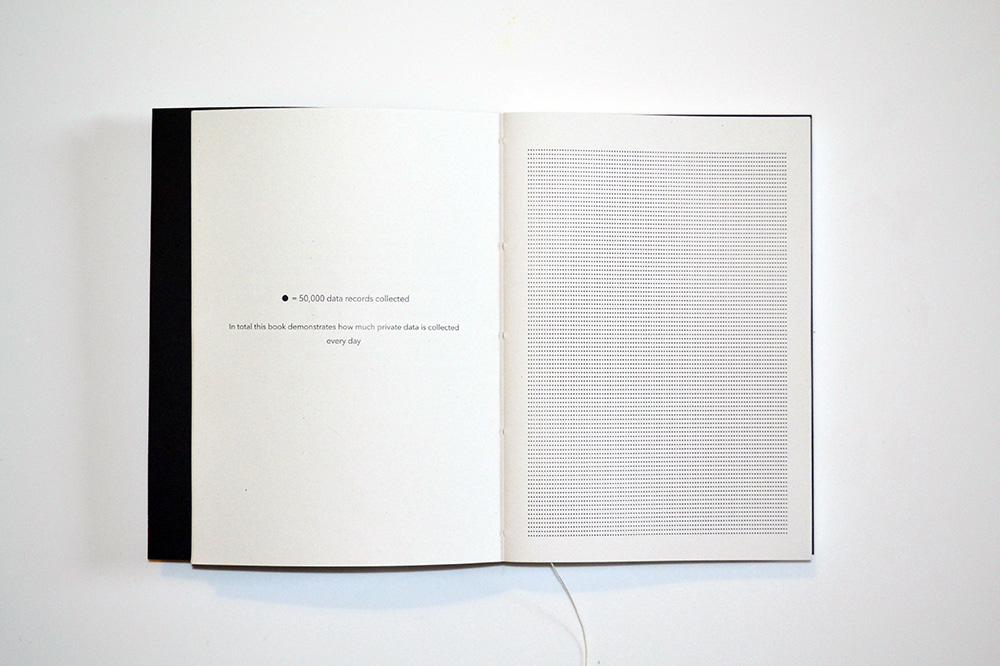 ● = 50,000 data records collected
In total this book demonstrates how much private data is collected
every day